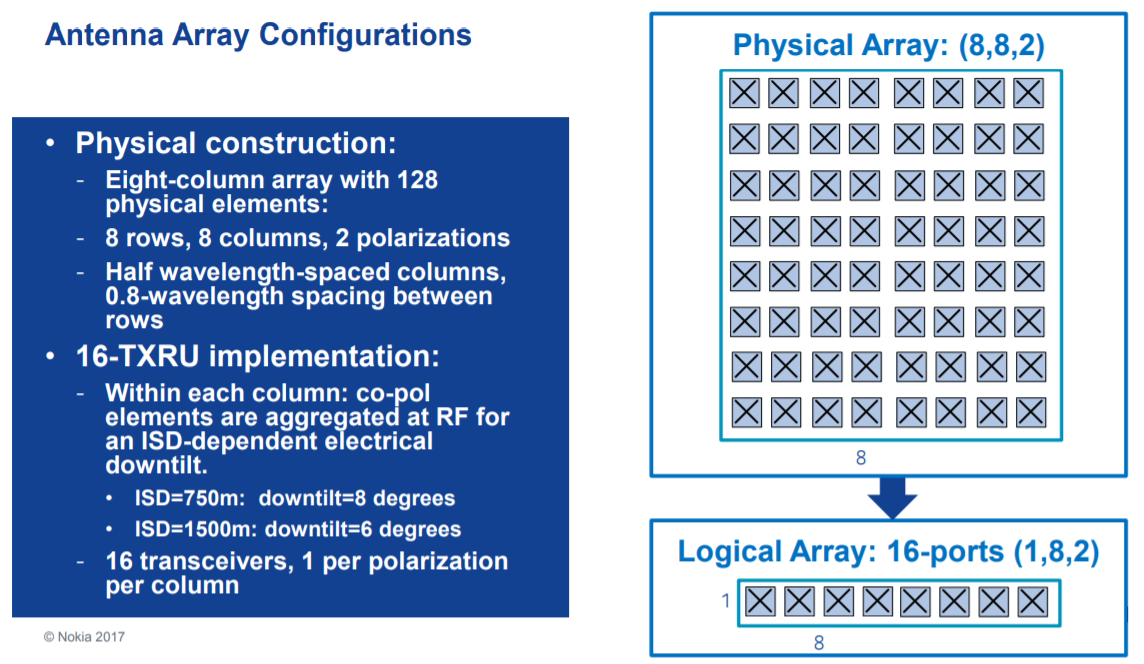 Antenna Array Configurations
• Physical construction:
- Eight-column array with 128
physical elements:
- 8 rows, 8 columns, 2 polarizations
- Half wavelength-spaced columns,
0.8-wavelength spacing between
rows
• 16-TXRU implementation:
- Within each column: co-pol
elements are aggregated at RF for
an ISD-dependent electrical
downtilt.
• ISD=750m: downtilt=8 degrees
• ISD=1500m: downtilt=6 degrees
- 16 transceivers, 1 per polarization
per column
© Nokia 2017
Physical Array: (8,8,2)
8
Logical Array: 16-ports (1,8,2)
1
8